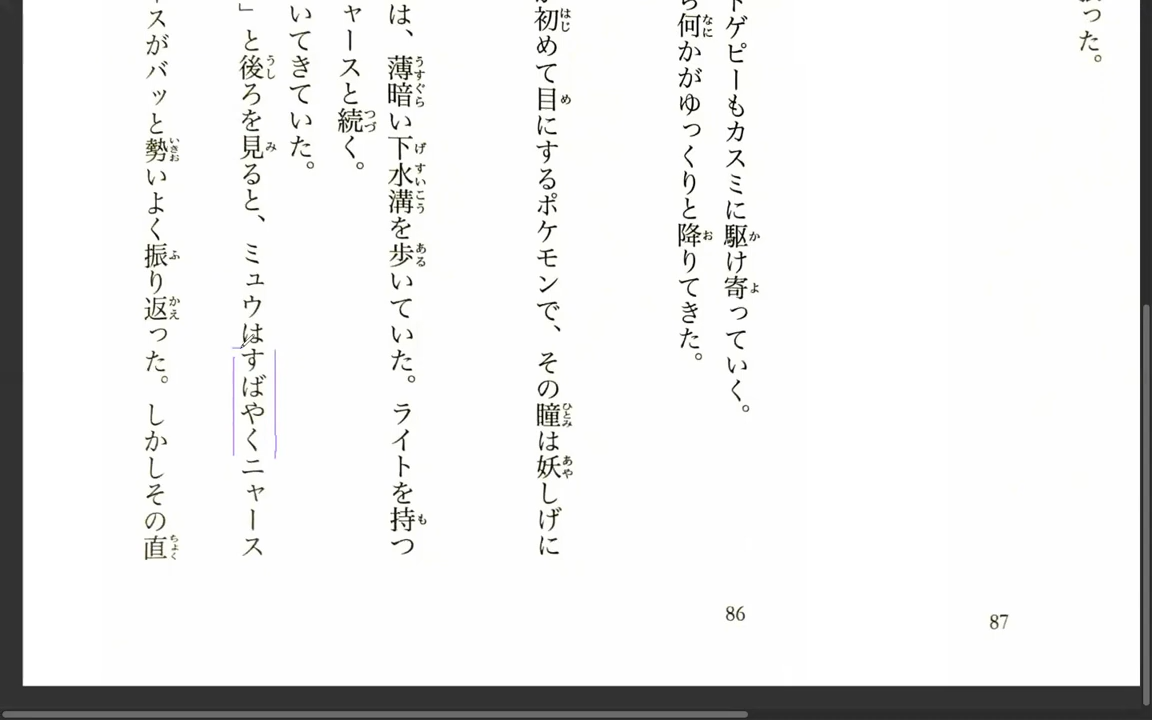 った。
トゲピーもカスミに駆け寄っていく。
ら何かがゆっくりと降りてきた。
初めて目にするポケモンで、その瞳は妖しげに
は、薄暗い下水溝を歩いていた。ライトを持つ
ャースと続く。
いてきていた。
」と後ろを見ると、ミュウはすばやくニャース
スがバッと勢いよく振り返った。しかしその直
86
87